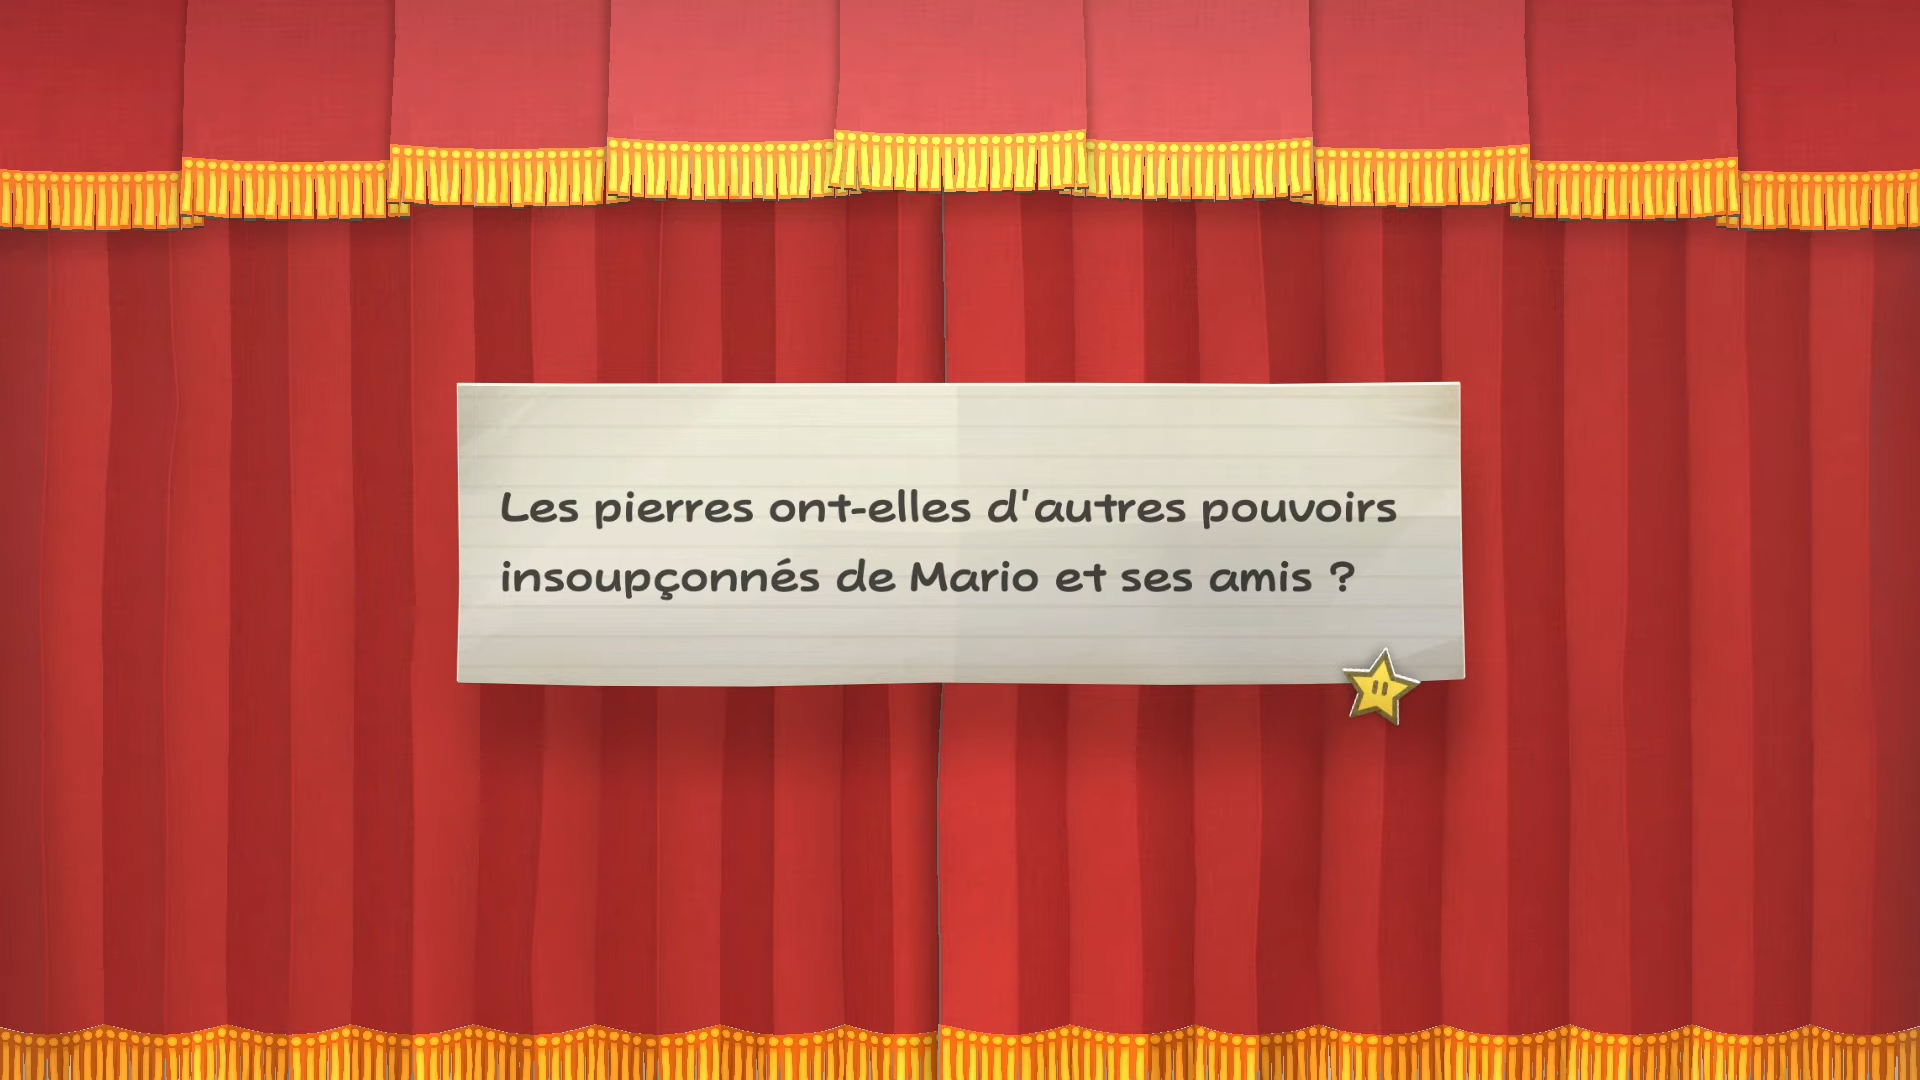 Les pierres ont-elles d'autres pouvoirs
insoupçonnés de Mario et ses amis ?